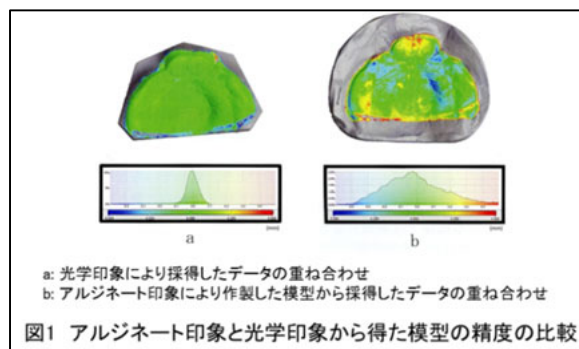 a
b
a: 光学印象により採得したデータの重ね合わせ
b: アルジネート印象により作製した模型から採得したデータの重ね合わせ
図1 アルジネート印象と光学印象から得た模型の精度の比較